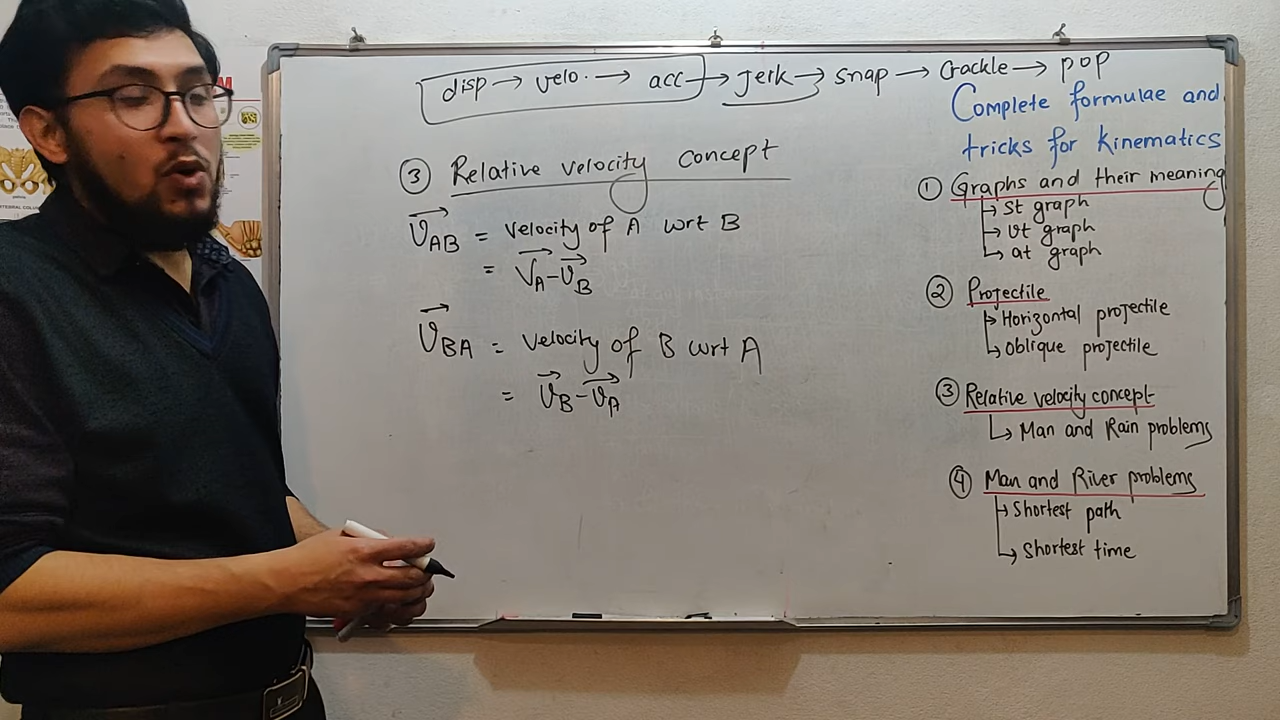 disp → velo. → acc → Jerk → snap → Crackle → pop
Complete formulae and
tricks for kinematics
③ Relative velocity concept
V⃗AB = velocity of A wrt B
= V⃗A - V⃗B
V⃗BA = velocity of B wrt A
= V⃗B - V⃗A
① Graphs and their meaning
→ st graph
→ vt graph
→ at graph
② Projectile
→ Horizontal projectile
→ Oblique projectile
③ Relative velocity concept
→ Man and Rain problems
④ Man and River problems
→ Shortest path
→ Shortest time